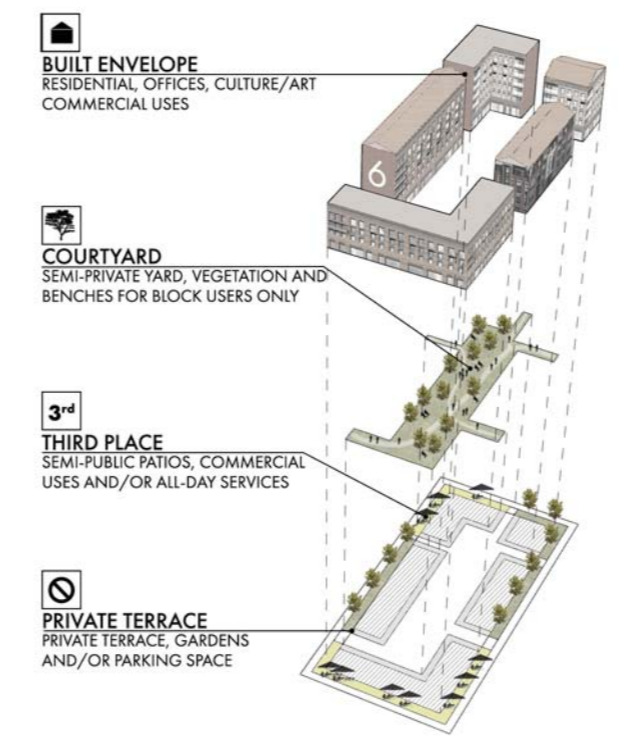 BUILT ENVELOPE
RESIDENTIAL, OFFICES, CULTURE/ART
COMMERCIAL USES
6
COURTYARD
SEMI-PRIVATE YARD, VEGETATION AND
BENCHES FOR BLOCK USERS ONLY
3rd
THIRD PLACE
SEMI-PUBLIC PATIOS, COMMERCIAL
USES AND/OR ALL-DAY SERVICES
PRIVATE TERRACE
PRIVATE TERRACE, GARDENS
AND/OR PARKING SPACE